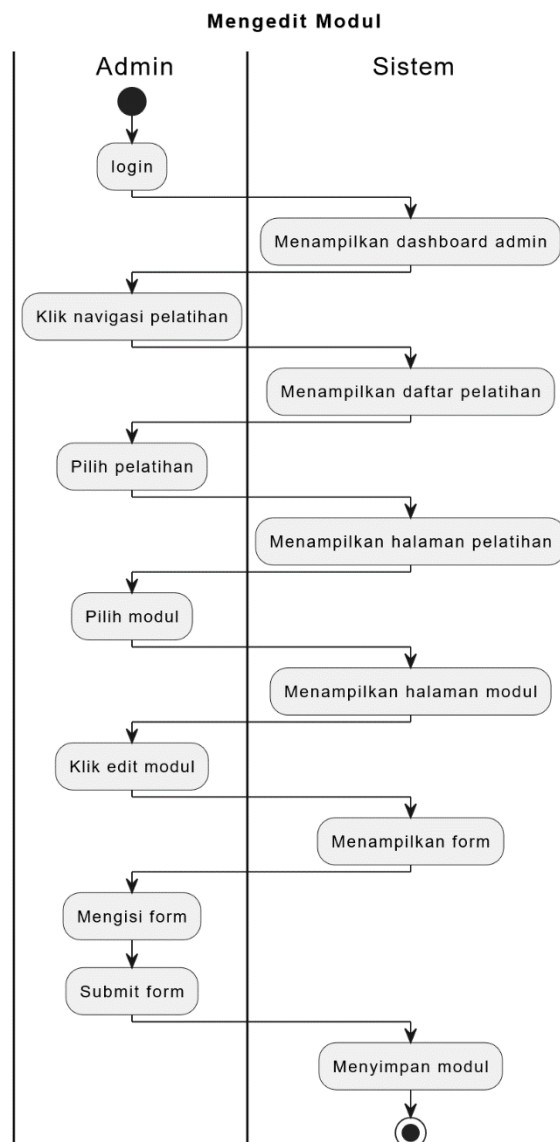 Mengedit Modul
Admin
Sistem
login
Menampilkan dashboard admin
Klik navigasi pelatihan
Menampilkan daftar pelatihan
Pilih pelatihan
Menampilkan halaman pelatihan
Pilih modul
Menampilkan halaman modul
Klik edit modul
Menampilkan form
Mengisi form
Submit form
Menyimpan modul